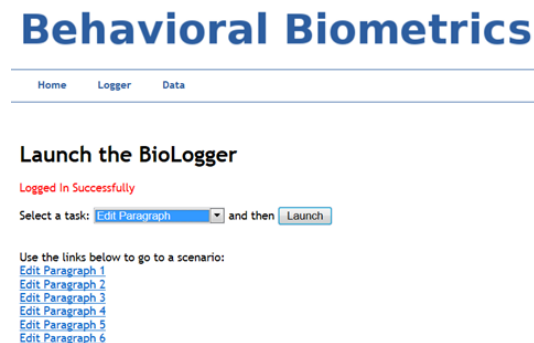 Behavioral Biometrics
Home Logger Data
Launch the BioLogger
Logged In Successfully
Select a task: Edit Paragraph and then Launch
Use the links below to go to a scenario:
Edit Paragraph 1
Edit Paragraph 2
Edit Paragraph 3
Edit Paragraph 4
Edit Paragraph 5
Edit Paragraph 6